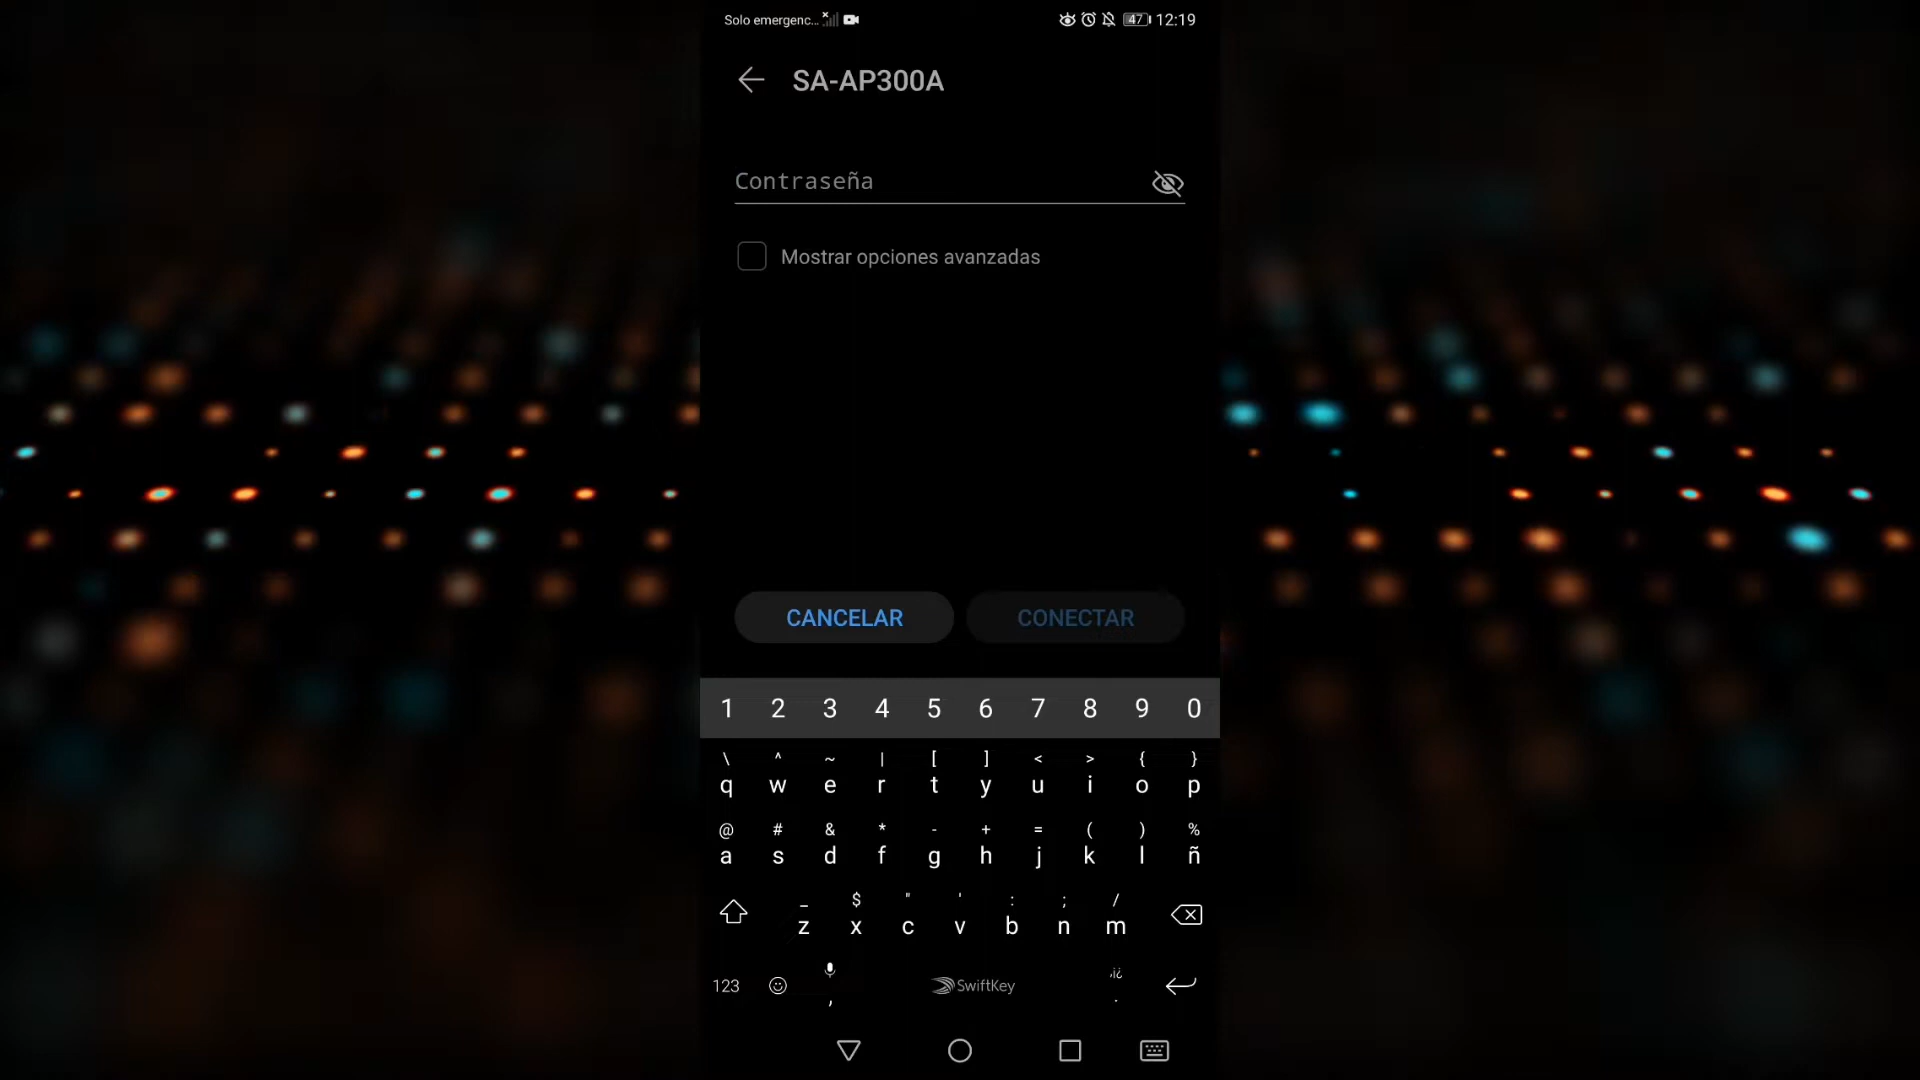 Solo emergenc... 47 12:19
SA-AP300A
Contraseña
Mostrar opciones avanzadas
CANCELAR CONECTAR
1 2 3 4 5 6 7 8 9 0
\ ^ ~ | [ ] < > { }
q w e r t y u i o p
@ # & * - + = ( ) %
a s d f g h j k l ñ
_ $ " ' : ; /
z x c v b n m
,¡¿
123 , SwiftKey .